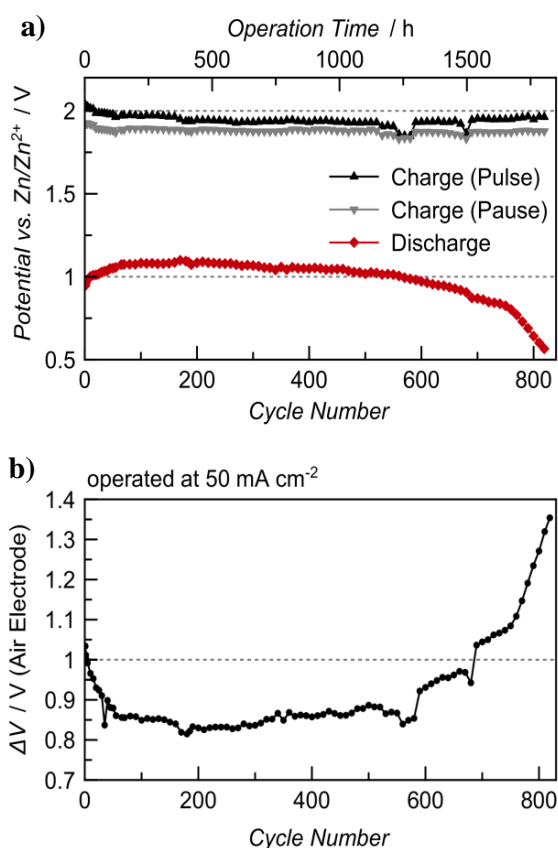 a)
Operation Time / h
0 500 1000 1500
Potential vs. Zn/Zn²⁺ / V
2
1.5
1
0.5
Charge (Pulse)
Charge (Pause)
Discharge
0 200 400 600 800
Cycle Number
b)
operated at 50 mA cm⁻²
ΔV / V (Air Electrode)
1.4
1.3
1.2
1.1
1
0.9
0.8
0.7
0 200 400 600 800
Cycle Number